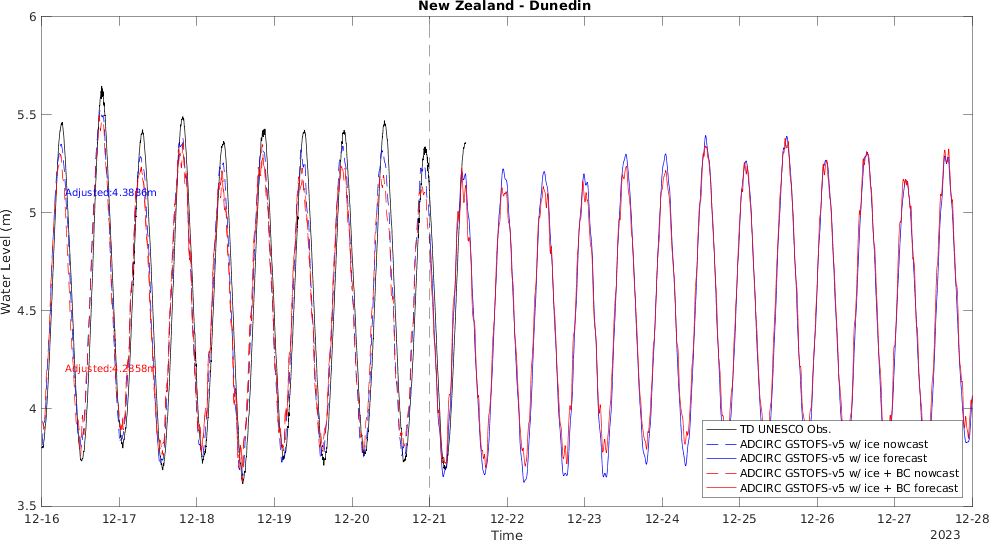 New Zealand - Dunedin
6
5.5
5
4.5
4
3.5
Water Level (m)
Adjusted:4.3836m
Adjusted:4.2358m
TD UNESCO Obs.
ADCIRC GSTOFS-v5 w/ ice nowcast
ADCIRC GSTOFS-v5 w/ ice forecast
ADCIRC GSTOFS-v5 w/ ice + BC nowcast
ADCIRC GSTOFS-v5 w/ ice + BC forecast
12-16 12-17 12-18 12-19 12-20 12-21 12-22 12-23 12-24 12-25 12-26 12-27 12-28
Time
2023